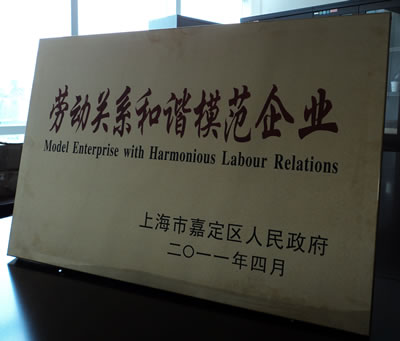 劳动关系和谐模范企业
Model Enterprise with Harmonious Labour Relations
上海市嘉定区人民政府
二〇一一年四月